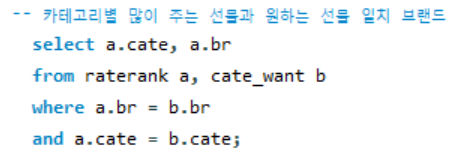 -- 카테고리별 많이 주는 선물과 원하는 선물 일치 브랜드
select a.cate, a.br
from raterank a, cate_want b
where a.br = b.br
and a.cate = b.cate;